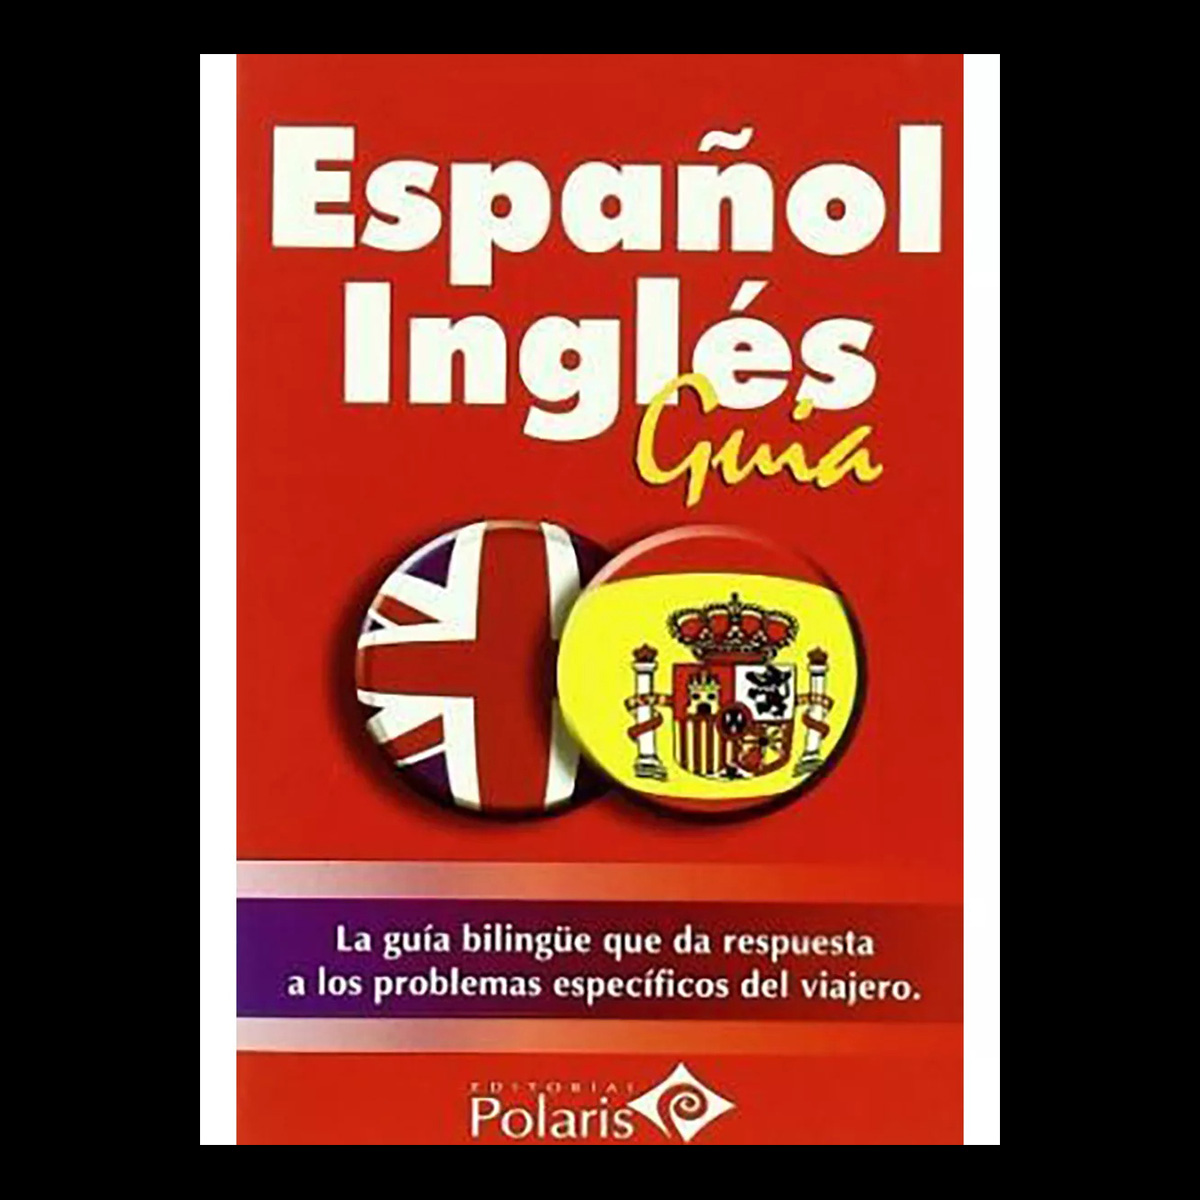 Español
Inglés
Guía
La guía bilingüe que da respuesta
a los problemas específicos del viajero.
EDITORIAL
Polaris